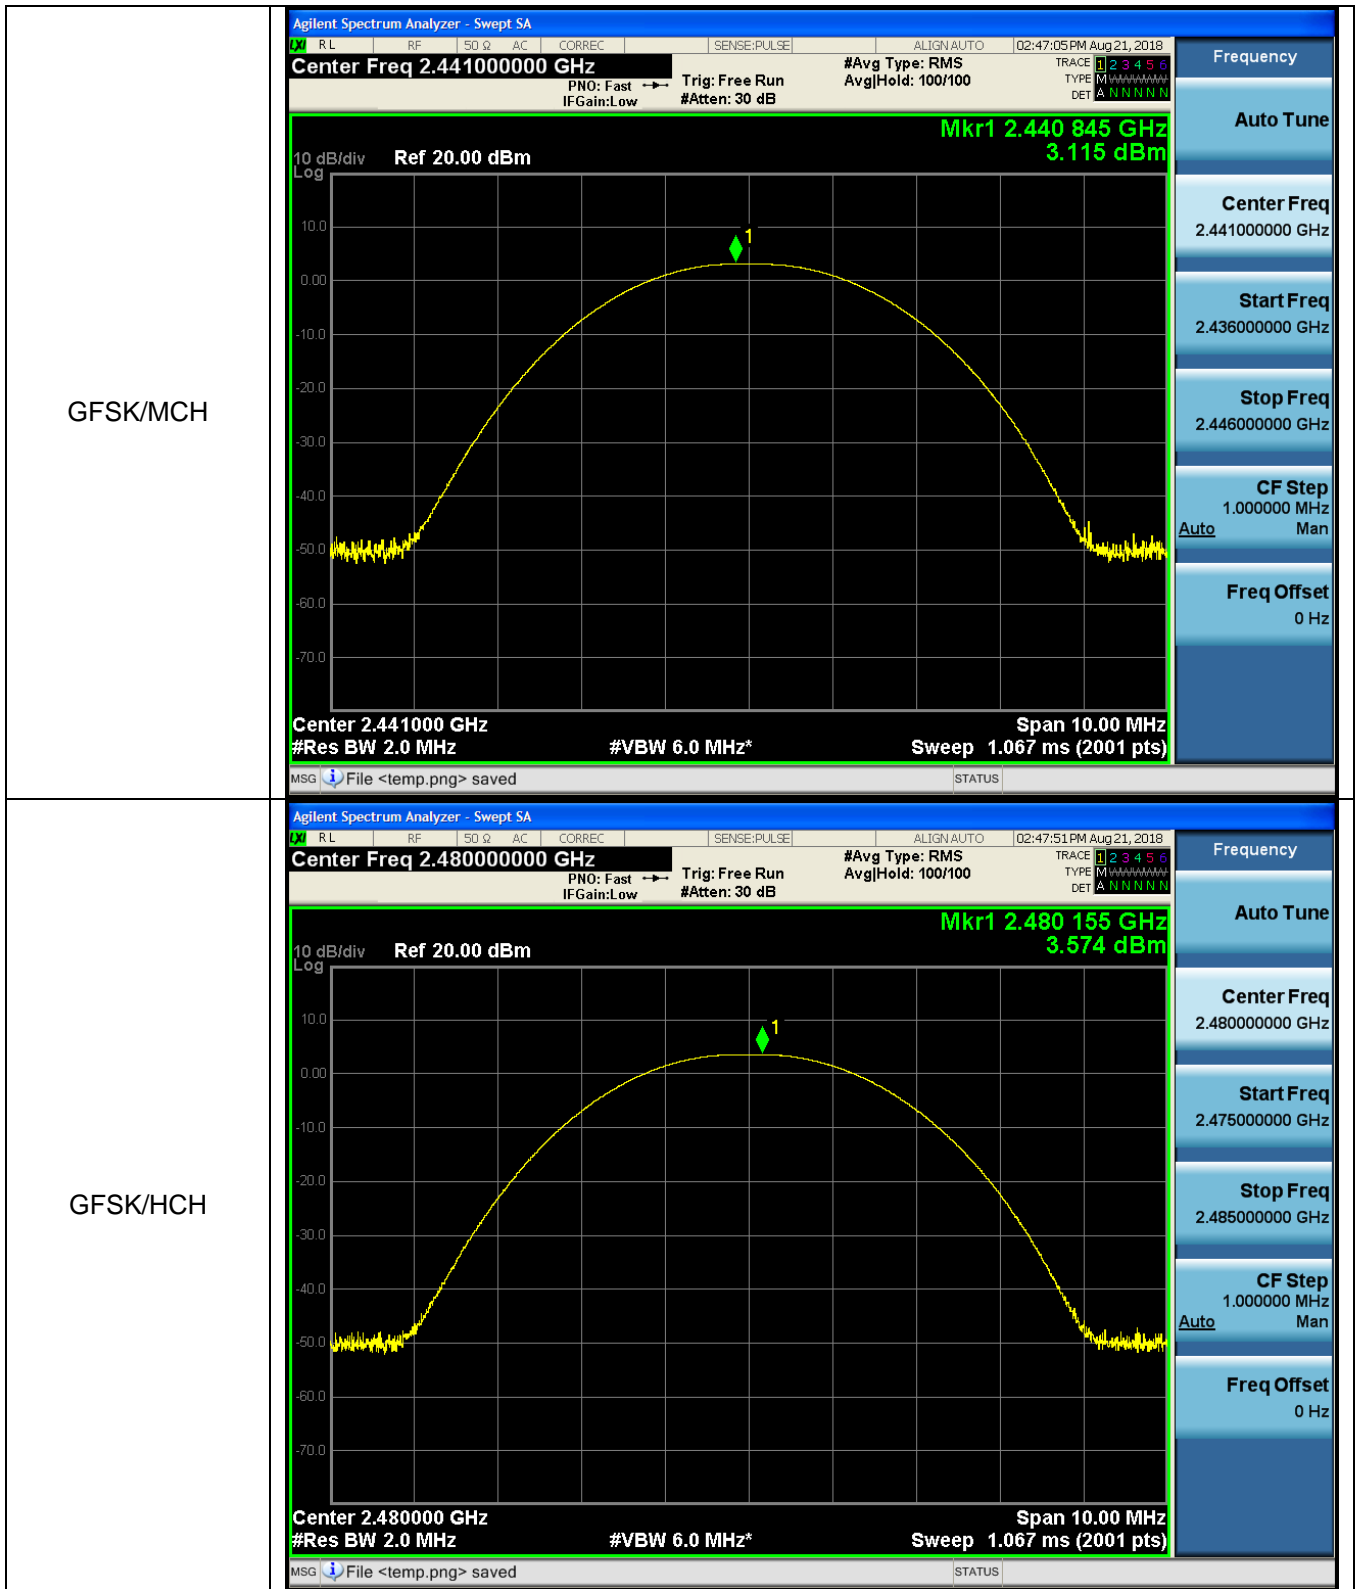 GFSK/MCH
Agilent Spectrum Analyzer - Swept SA
LXI RL RF 50 Ω AC CORREC SENSE:PULSE ALIGN AUTO 02:47:05 PM Aug 21, 2018
Center Freq 2.441000000 GHz
PNO: Fast
IFGain:Low
Trig: Free Run
#Atten: 30 dB
#Avg Type: RMS
Avg|Hold: 100/100
TRACE 1 2 3 4 5 6
TYPE M WWWWW
DET A N N N N N
Mkr1 2.440 845 GHz
3.115 dBm
10 dB/div Ref 20.00 dBm
Log
1
10.0
0.00
-10.0
-20.0
-30.0
-40.0
-50.0
-60.0
-70.0
Center 2.441000 GHz Span 10.00 MHz
#Res BW 2.0 MHz #VBW 6.0 MHz* Sweep 1.067 ms (2001 pts)
MSG File <temp.png> saved STATUS
Frequency
Auto Tune
Center Freq
2.441000000 GHz
Start Freq
2.436000000 GHz
Stop Freq
2.446000000 GHz
CF Step
1.000000 MHz
Auto Man
Freq Offset
0 Hz
GFSK/HCH
Agilent Spectrum Analyzer - Swept SA
LXI RL RF 50 Ω AC CORREC SENSE:PULSE ALIGN AUTO 02:47:51 PM Aug 21, 2018
Center Freq 2.480000000 GHz
PNO: Fast
IFGain:Low
Trig: Free Run
#Atten: 30 dB
#Avg Type: RMS
Avg|Hold: 100/100
TRACE 1 2 3 4 5 6
TYPE M WWWWW
DET A N N N N N
Mkr1 2.480 155 GHz
3.574 dBm
10 dB/div Ref 20.00 dBm
Log
1
10.0
0.00
-10.0
-20.0
-30.0
-40.0
-50.0
-60.0
-70.0
Center 2.480000 GHz Span 10.00 MHz
#Res BW 2.0 MHz #VBW 6.0 MHz* Sweep 1.067 ms (2001 pts)
MSG File <temp.png> saved STATUS
Frequency
Auto Tune
Center Freq
2.480000000 GHz
Start Freq
2.475000000 GHz
Stop Freq
2.485000000 GHz
CF Step
1.000000 MHz
Auto Man
Freq Offset
0 Hz